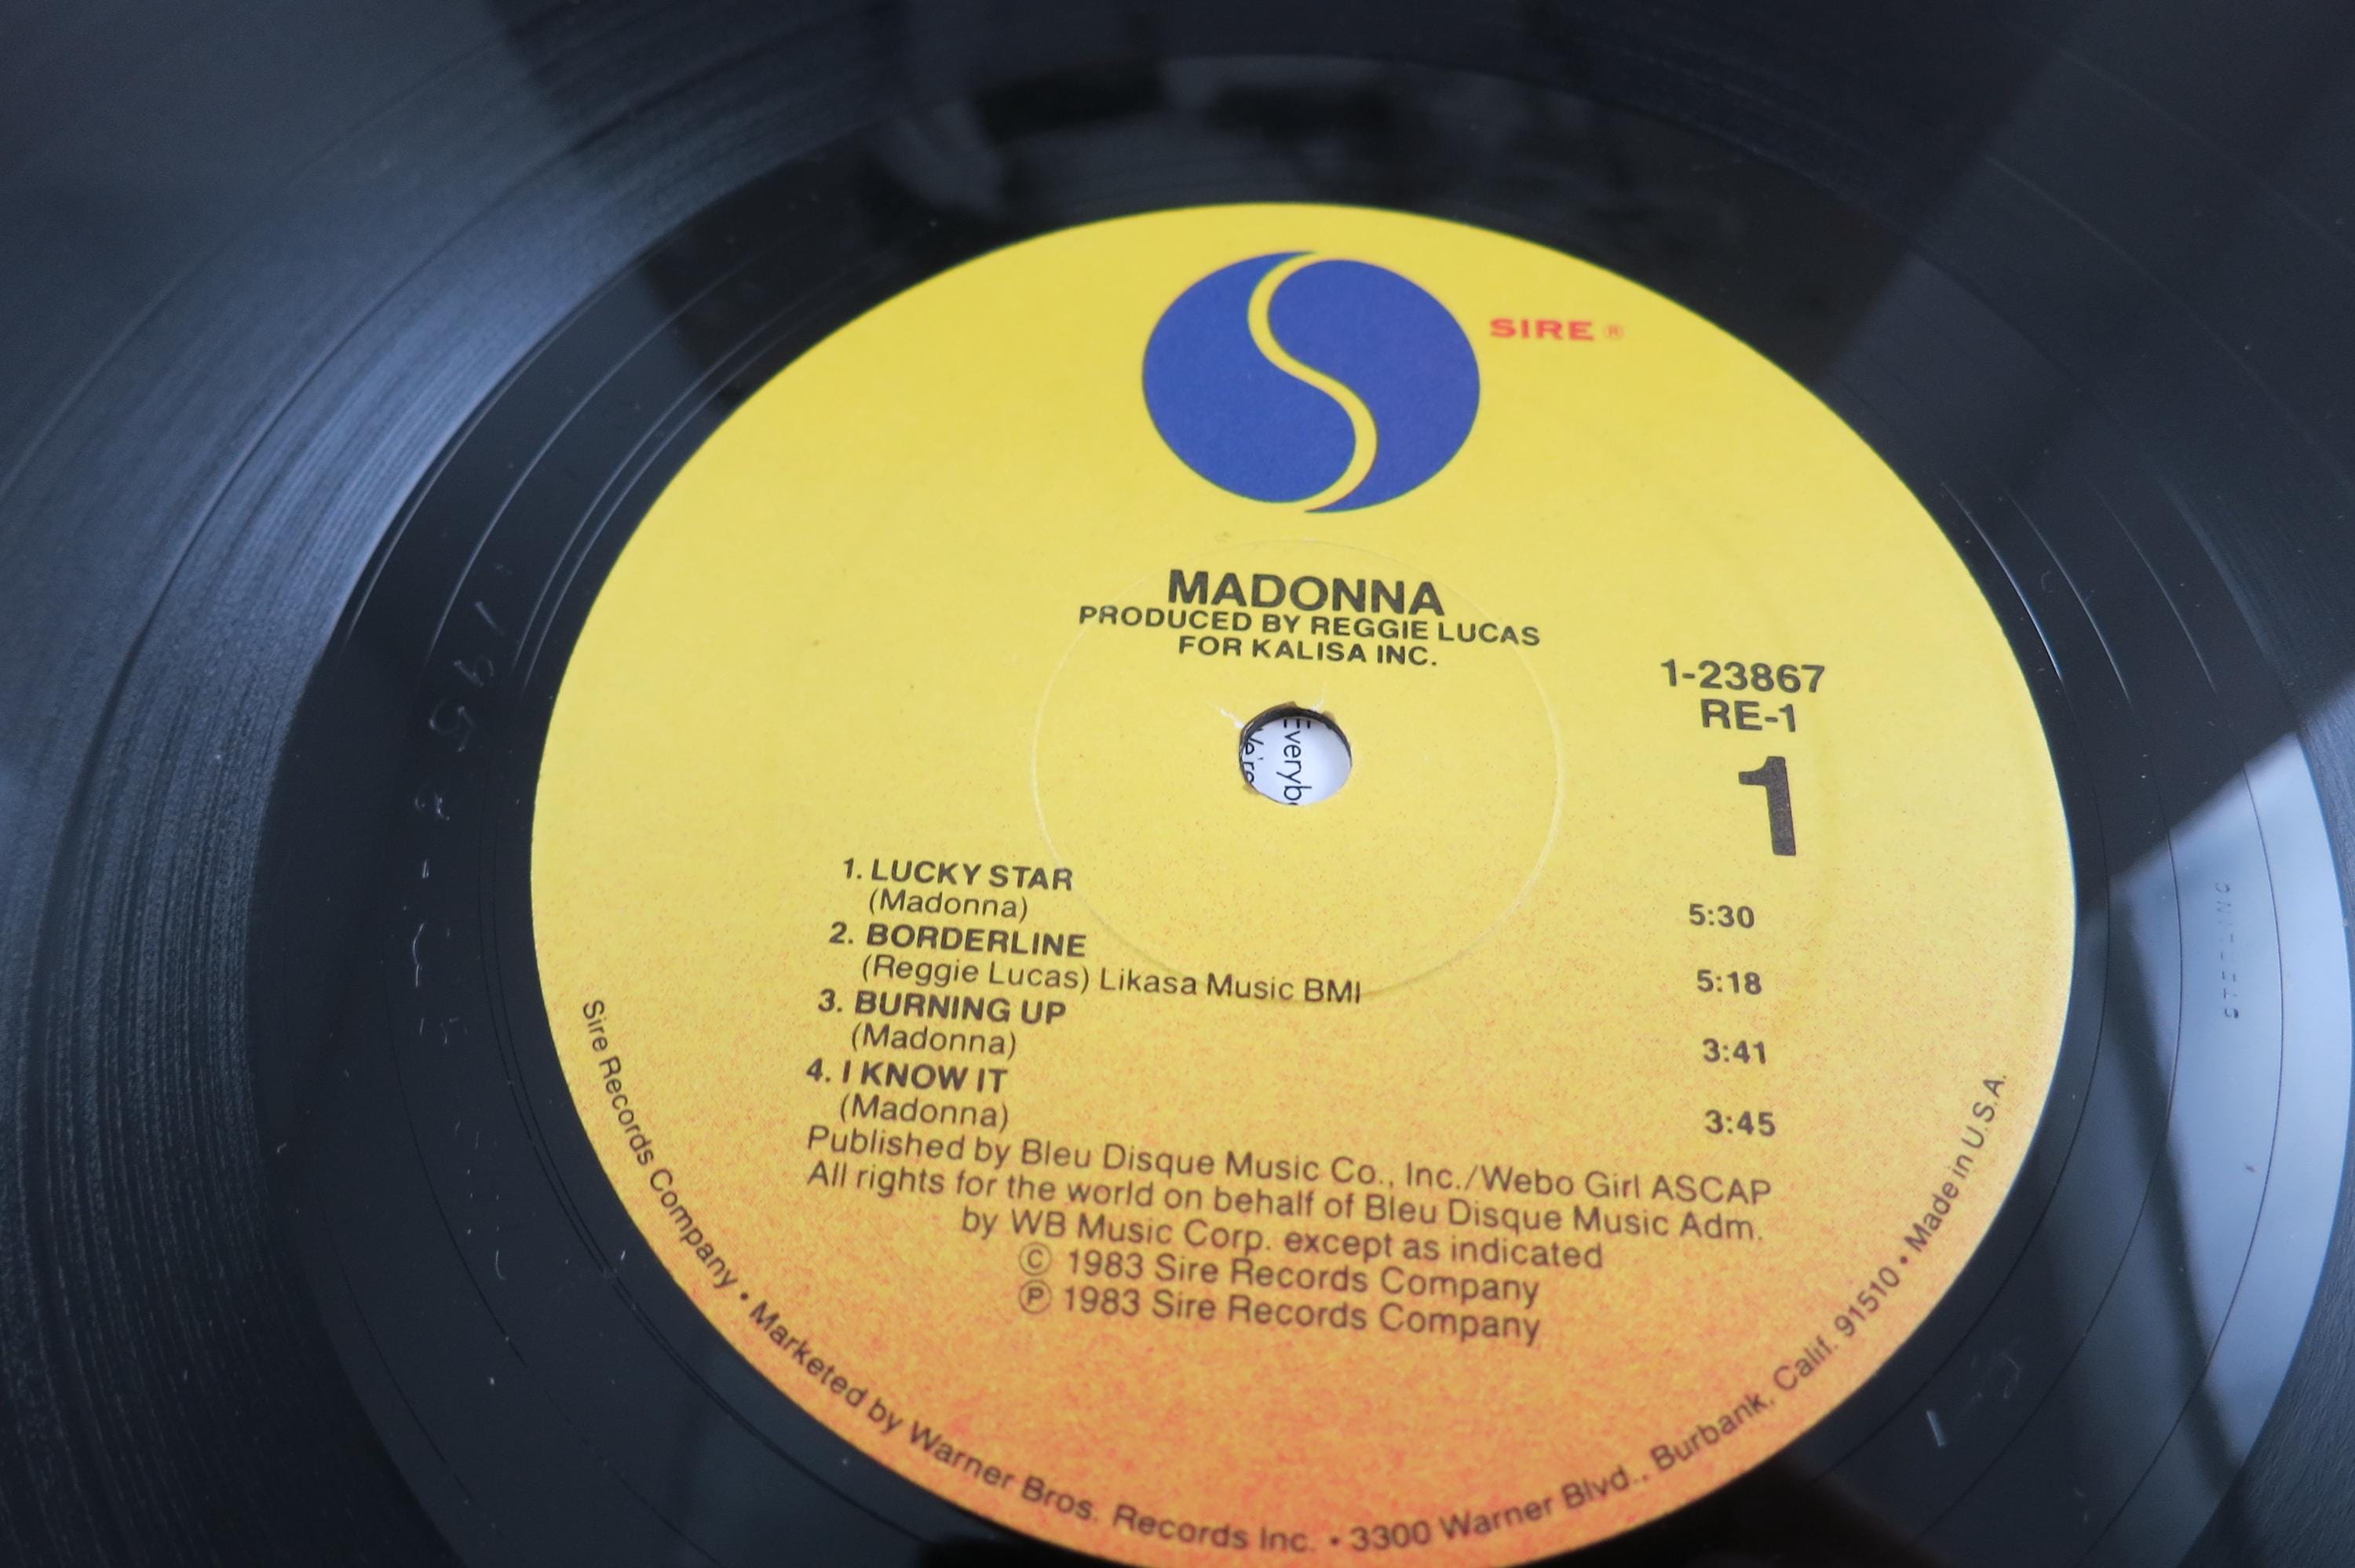 SIRE ®
MADONNA
PRODUCED BY REGGIE LUCAS
FOR KALISA INC.
1-23867
RE-1
1
1. LUCKY STAR
(Madonna) 5:30
2. BORDERLINE
(Reggie Lucas) Likasa Music BMI 5:18
3. BURNING UP
(Madonna) 3:41
4. I KNOW IT
(Madonna) 3:45
Published by Bleu Disque Music Co., Inc./Webo Girl ASCAP
All rights for the world on behalf of Bleu Disque Music Adm.
by WB Music Corp. except as indicated
© 1983 Sire Records Company
℗ 1983 Sire Records Company
Sire Records Company • Marketed by Warner Bros. Records Inc. • 3300 Warner Blvd., Burbank, Calif. 91510 • Made in U.S.A.
STERLING